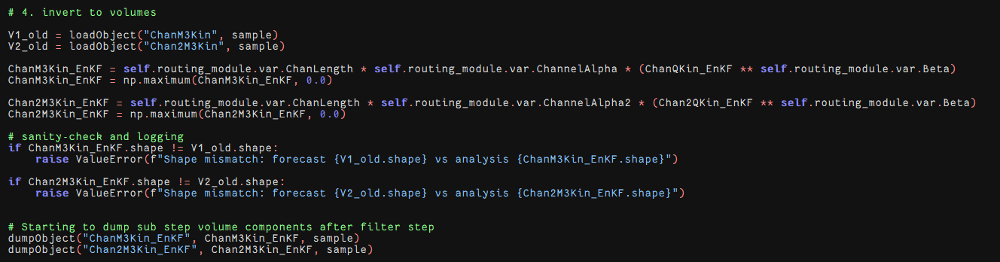 # 4. invert to volumes
V1_old = loadObject("ChanM3Kin", sample)
V2_old = loadObject("Chan2M3Kin", sample)
ChanM3Kin_EnKF = self.routing_module.var.ChanLength * self.routing_module.var.ChannelAlpha * (ChanQKin_EnKF ** self.routing_module.var.Beta)
ChanM3Kin_EnKF = np.maximum(ChanM3Kin_EnKF, 0.0)
Chan2M3Kin_EnKF = self.routing_module.var.ChanLength * self.routing_module.var.ChannelAlpha2 * (Chan2QKin_EnKF ** self.routing_module.var.Beta)
Chan2M3Kin_EnKF = np.maximum(Chan2M3Kin_EnKF, 0.0)
# sanity-check and logging
if ChanM3Kin_EnKF.shape != V1_old.shape:
    raise ValueError(f"Shape mismatch: forecast {V1_old.shape} vs analysis {ChanM3Kin_EnKF.shape}")
if Chan2M3Kin_EnKF.shape != V2_old.shape:
    raise ValueError(f"Shape mismatch: forecast {V2_old.shape} vs analysis {Chan2M3Kin_EnKF.shape}")
# Starting to dump sub step volume components after filter step
dumpObject("ChanM3Kin_EnKF", ChanM3Kin_EnKF, sample)
dumpObject("Chan2M3Kin_EnKF", Chan2M3Kin_EnKF, sample)